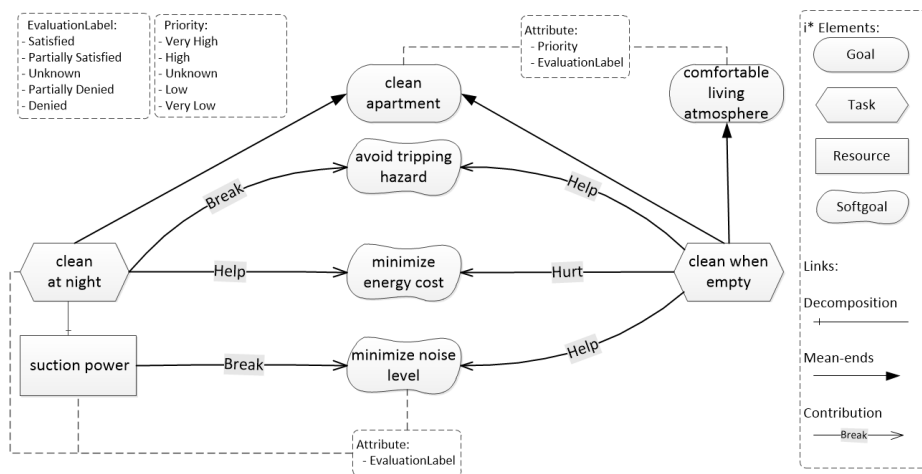 EvaluationLabel:
- Satisfied
- Partially Satisfied
- Unknown
- Partially Denied
- Denied
Priority:
- Very High
- High
- Unknown
- Low
- Very Low
Attribute:
- Priority
- EvaluationLabel
clean
apartment
comfortable
living
atmosphere
avoid tripping
hazard
Break
Help
clean
at night
Help
minimize
energy cost
Hurt
clean when
empty
suction power
Break
minimize noise
level
Help
Attribute:
- EvaluationLabel
i* Elements:
Goal
Task
Resource
Softgoal
Links:
Decomposition
Mean-ends
Contribution
Break